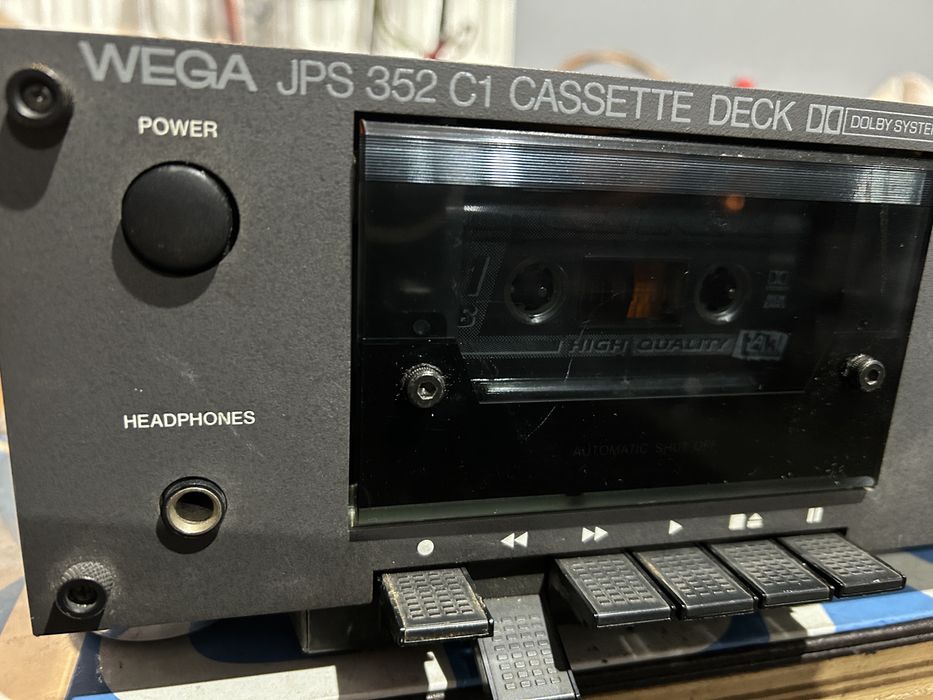 WEGA JPS 352 C1 CASSETTE DECK DOLBY SYSTEM
POWER
B
HIGH QUALITY
HEADPHONES
AUTOMATIC SHUT OFF